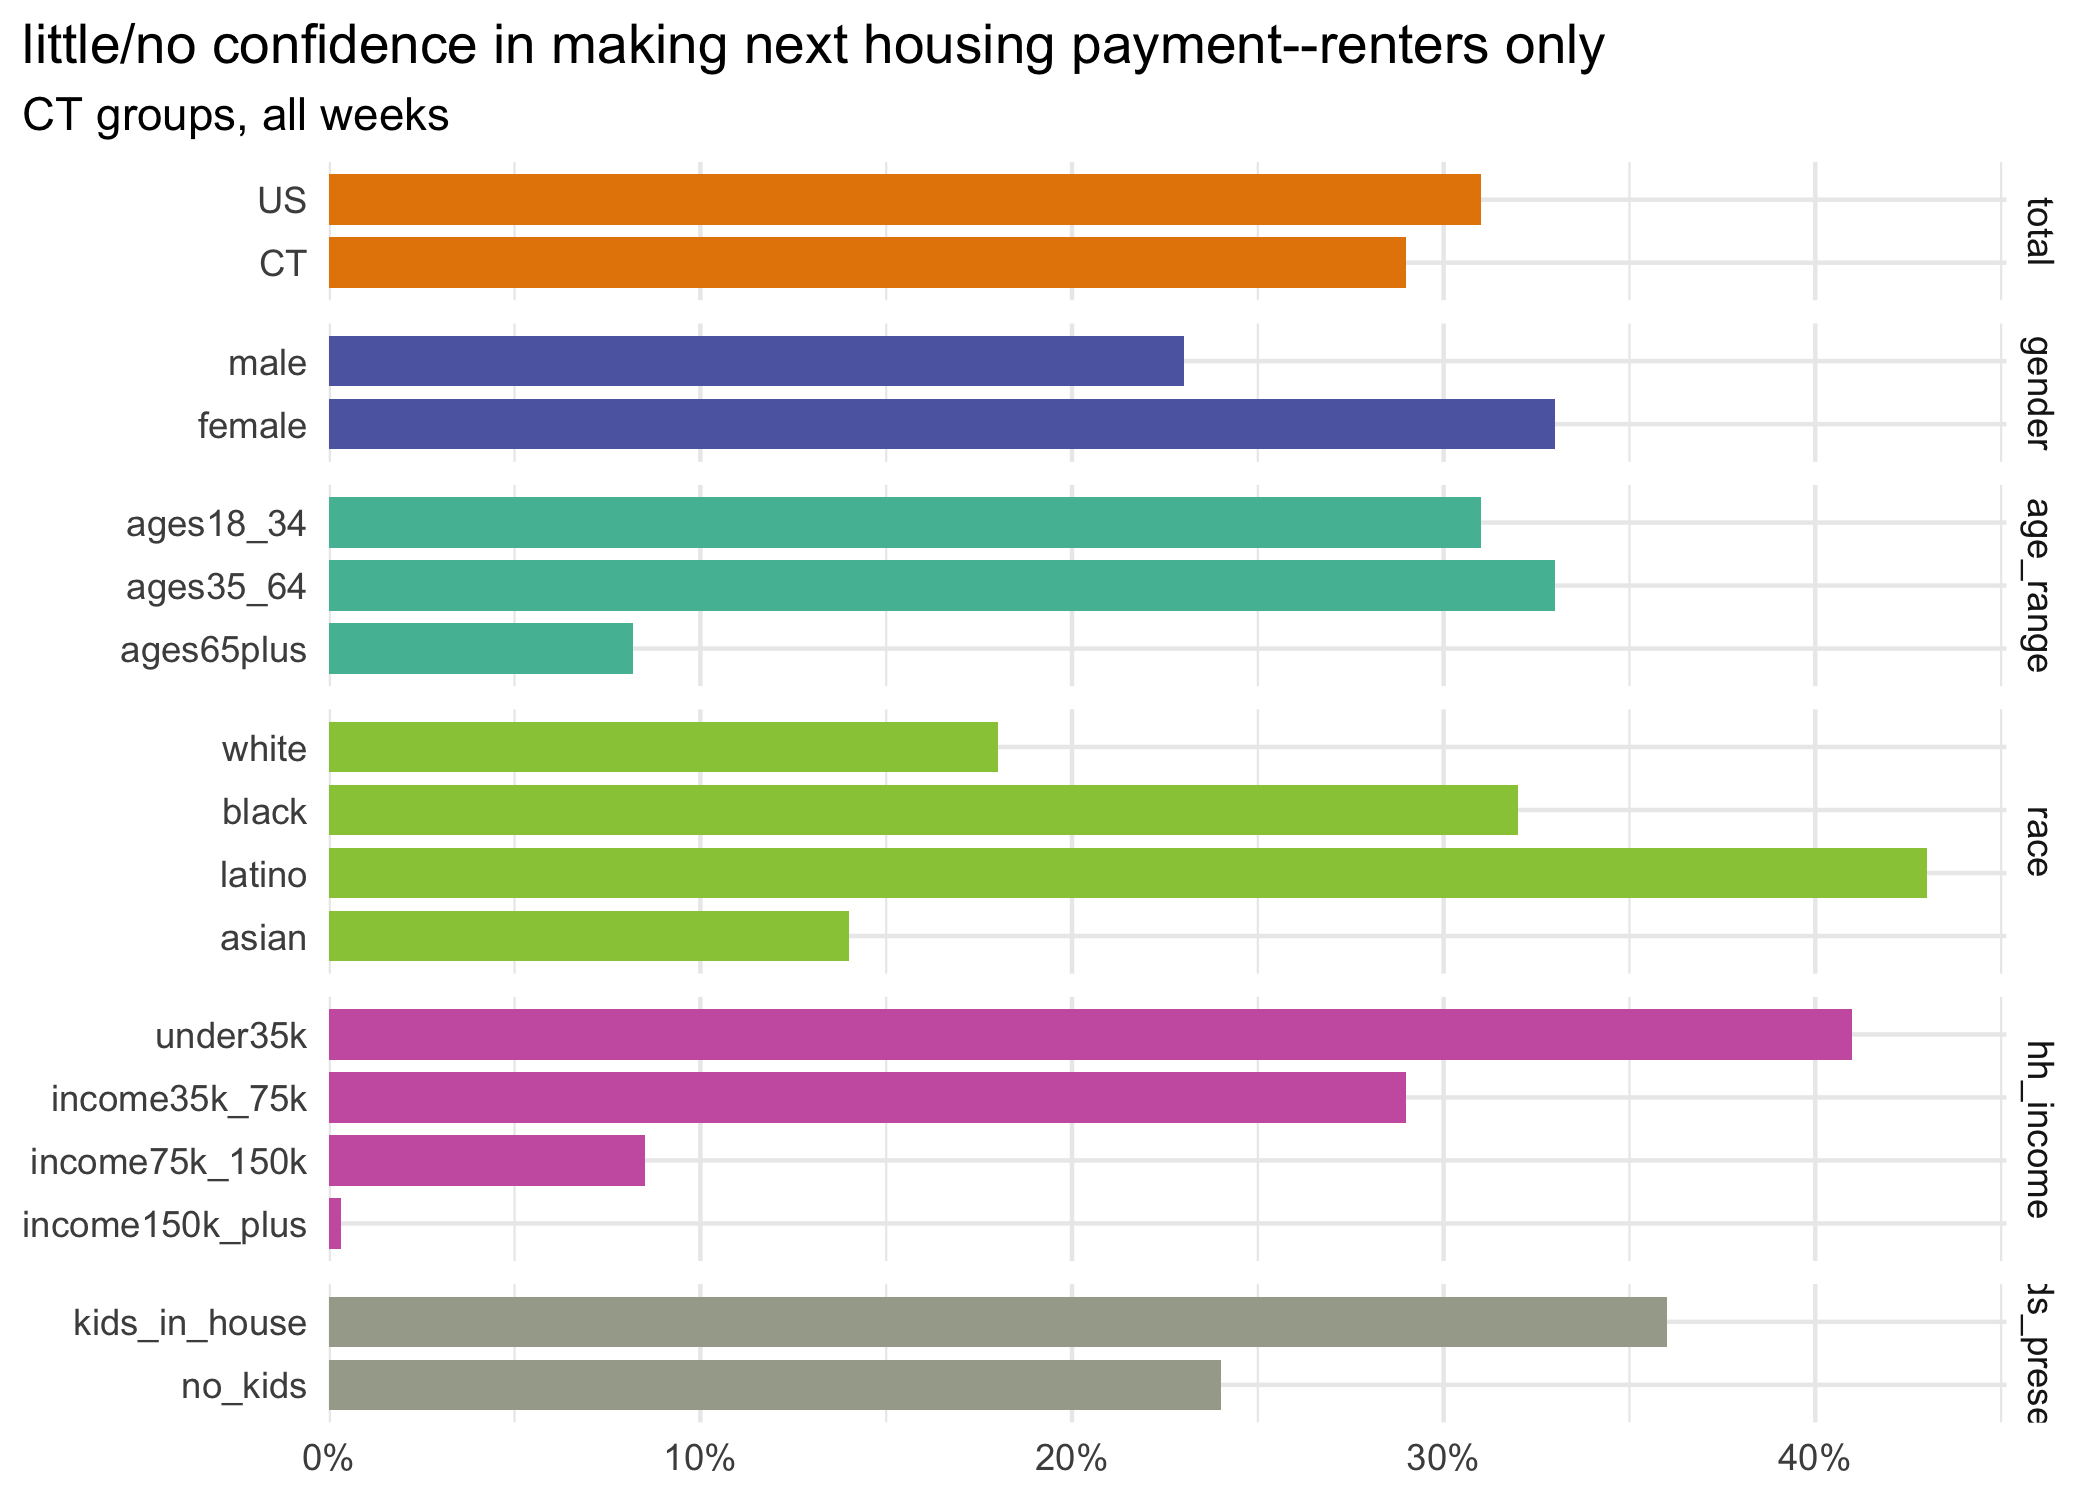 little/no confidence in making next housing payment--renters only
CT groups, all weeks
US
CT
total
male
female
gender
ages18_34
ages35_64
ages65plus
age_range
white
black
latino
asian
race
under35k
income35k_75k
income75k_150k
income150k_plus
hh_income
kids_in_house
no_kids
ds_prese
0% 10% 20% 30% 40%